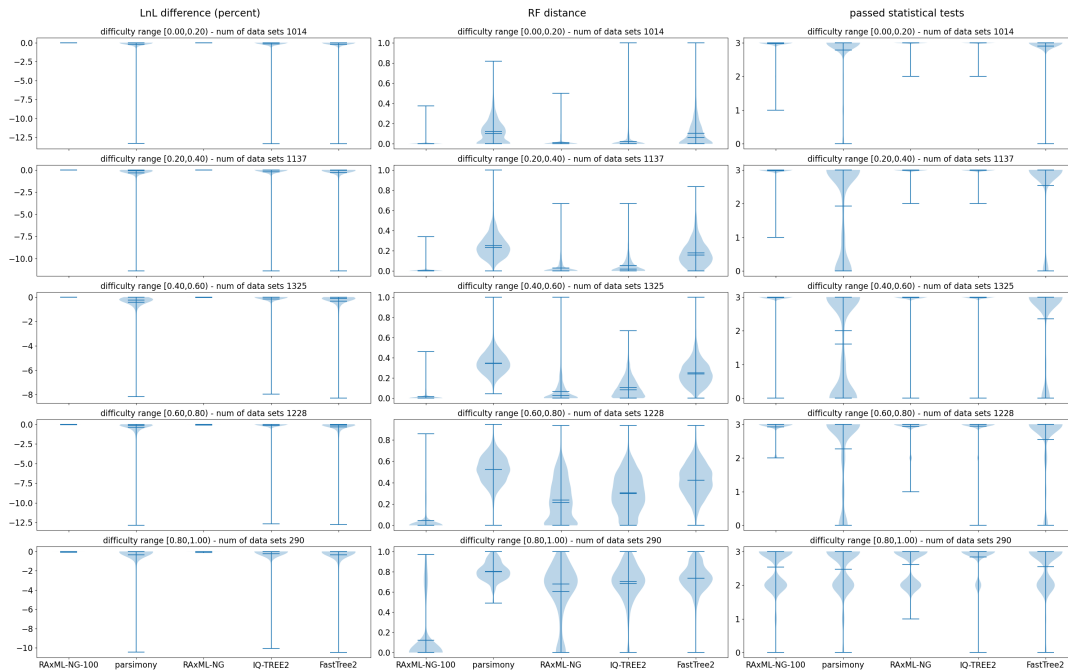 LnL difference (percent) RF distance passed statistical tests
difficulty range [0.00,0.20) - num of data sets 1014 difficulty range [0.00,0.20) - num of data sets 1014 difficulty range [0.00,0.20) - num of data sets 1014
0.0 1.0 3
−2.5 0.8
−5.0 0.6 2
−7.5 0.4 1
−10.0 0.2
−12.5 0.0 0
difficulty range [0.20,0.40) - num of data sets 1137 difficulty range [0.20,0.40) - num of data sets 1137 difficulty range [0.20,0.40) - num of data sets 1137
0.0 1.0 3
−2.5 0.8
−5.0 0.6 2
−7.5 0.4 1
−10.0 0.2
0.0 0
difficulty range [0.40,0.60) - num of data sets 1325 difficulty range [0.40,0.60) - num of data sets 1325 difficulty range [0.40,0.60) - num of data sets 1325
0 1.0 3
−2 0.8
−4 0.6 2
−6 0.4 1
−8 0.2
0.0 0
difficulty range [0.60,0.80) - num of data sets 1228 difficulty range [0.60,0.80) - num of data sets 1228 difficulty range [0.60,0.80) - num of data sets 1228
0.0 3
−2.5 0.8
−5.0 0.6 2
−7.5 0.4
−10.0 0.2 1
−12.5 0.0 0
difficulty range [0.80,1.00) - num of data sets 290 difficulty range [0.80,1.00) - num of data sets 290 difficulty range [0.80,1.00) - num of data sets 290
0 1.0 3
−2 0.8
−4 0.6 2
−6 0.4 1
−8 0.2
−10 0.0 0
RAxML-NG-100 parsimony RAxML-NG IQ-TREE2 FastTree2 RAxML-NG-100 parsimony RAxML-NG IQ-TREE2 FastTree2 RAxML-NG-100 parsimony RAxML-NG IQ-TREE2 FastTree2